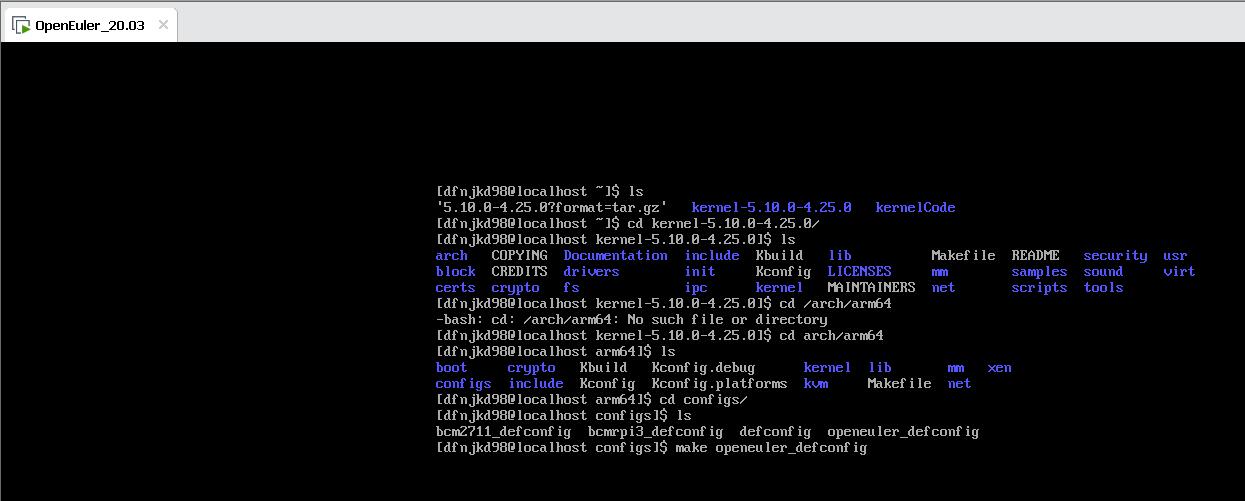 OpenEuler_20.03
[dfnjkd98@localhost ~]$ ls
'5.10.0-4.25.0?format=tar.gz'   kernel-5.10.0-4.25.0   kernelCode
[dfnjkd98@localhost ~]$ cd kernel-5.10.0-4.25.0/
[dfnjkd98@localhost kernel-5.10.0-4.25.0]$ ls
arch   COPYING  Documentation  include  Kbuild   lib          Makefile  README   security  usr
block  CREDITS  drivers        init     Kconfig  LICENSES     mm        samples  sound     virt
certs  crypto   fs             ipc      kernel   MAINTAINERS  net       scripts  tools
[dfnjkd98@localhost kernel-5.10.0-4.25.0]$ cd /arch/arm64
-bash: cd: /arch/arm64: No such file or directory
[dfnjkd98@localhost kernel-5.10.0-4.25.0]$ cd arch/arm64
[dfnjkd98@localhost arm64]$ ls
boot     crypto   Kbuild   Kconfig.debug      kernel  lib       mm   xen
configs  include  Kconfig  Kconfig.platforms  kvm     Makefile  net
[dfnjkd98@localhost arm64]$ cd configs/
[dfnjkd98@localhost configs]$ ls
bcm2711_defconfig  bcmrpi3_defconfig  defconfig  openeuler_defconfig
[dfnjkd98@localhost configs]$ make openeuler_defconfig